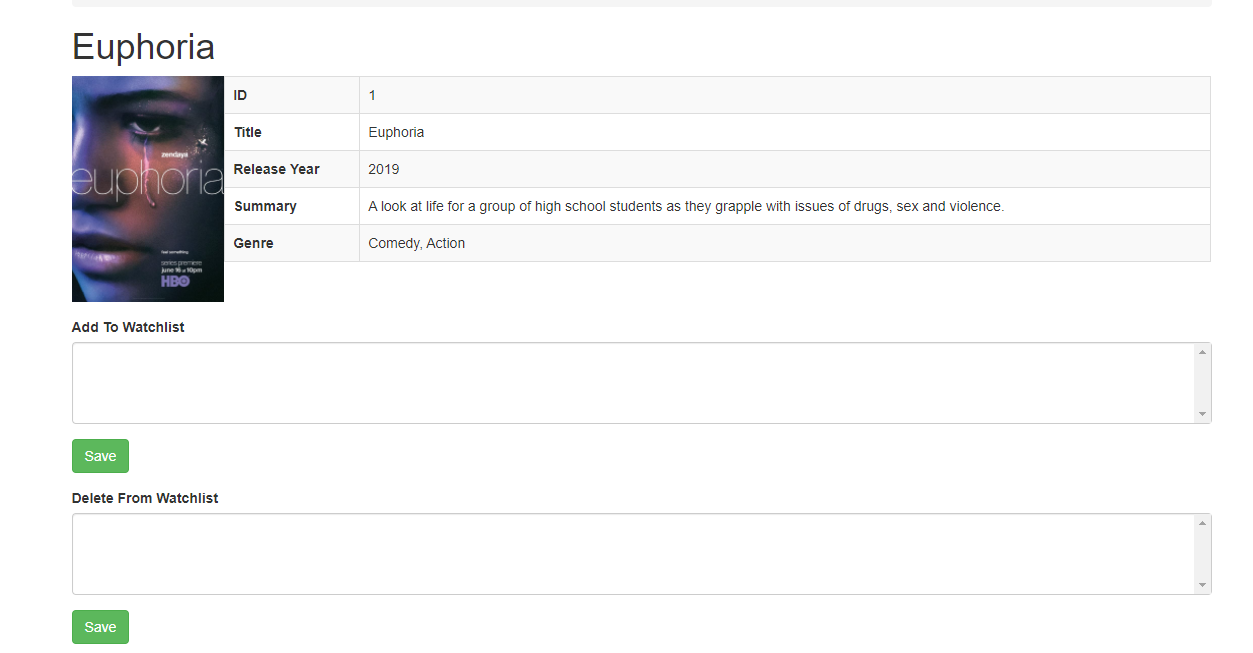 Euphoria
zendaya
euphoria
feel something.
series premiere
june 16 at 10pm
HBO
ID 1
Title Euphoria
Release Year 2019
Summary A look at life for a group of high school students as they grapple with issues of drugs, sex and violence.
Genre Comedy, Action
Add To Watchlist
Save
Delete From Watchlist
Save